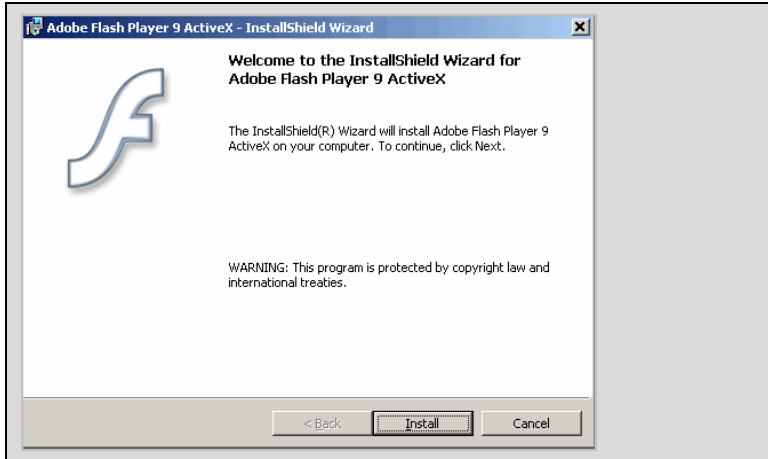 Adobe Flash Player 9 ActiveX - InstallShield Wizard
Welcome to the InstallShield Wizard for
Adobe Flash Player 9 ActiveX
The InstallShield(R) Wizard will install Adobe Flash Player 9
ActiveX on your computer. To continue, click Next.
WARNING: This program is protected by copyright law and
international treaties.
< Back Install Cancel